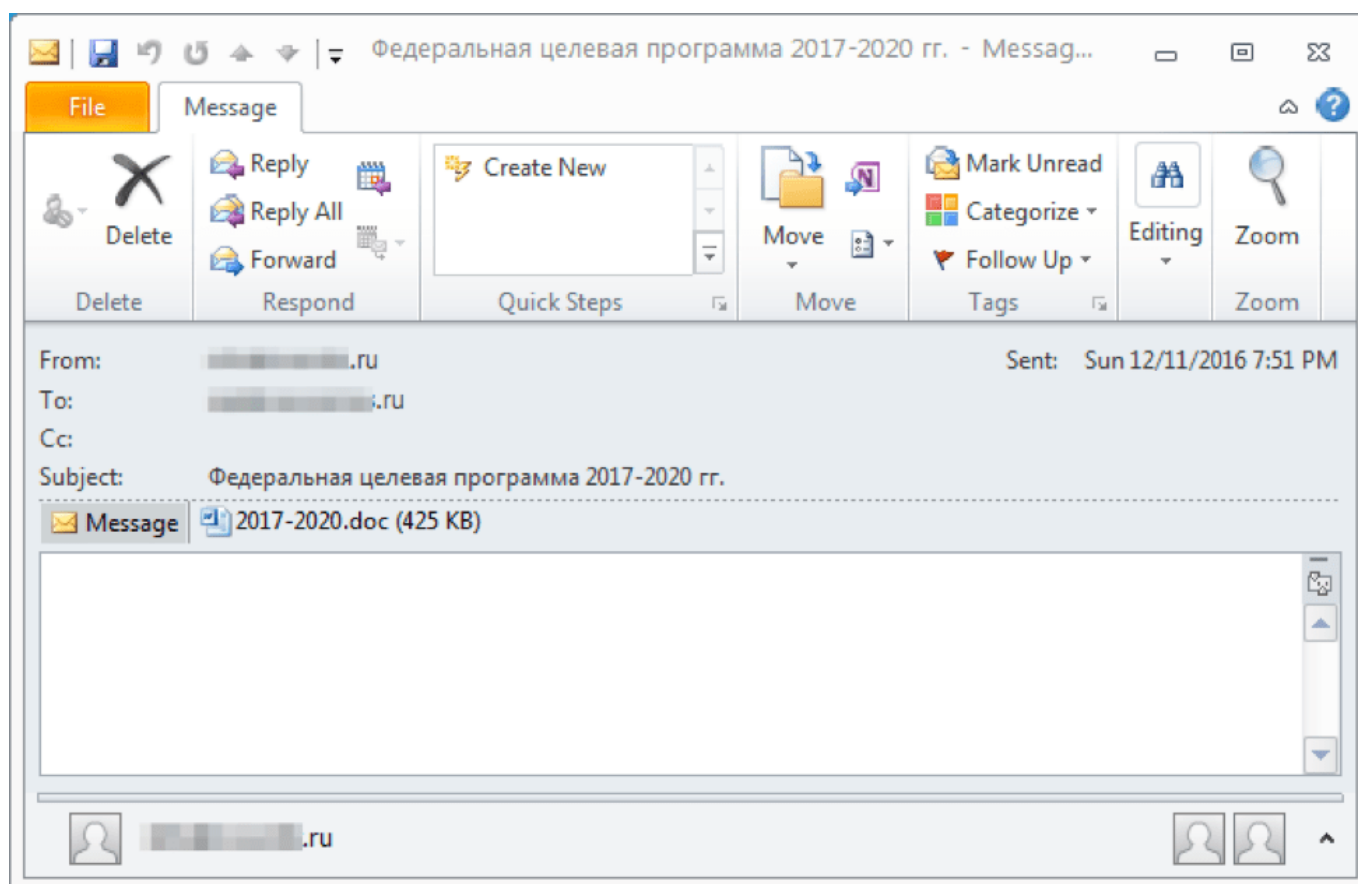 Федеральная целевая программа 2017-2020 гг. - Messag...
File
Message
Delete
Reply
Reply All
Forward
Create New
Move
Mark Unread
Categorize
Follow Up
Editing
Zoom
Delete
Respond
Quick Steps
Move
Tags
Zoom
From: .ru
Sent: Sun 12/11/2016 7:51 PM
To: .ru
Cc:
Subject: Федеральная целевая программа 2017-2020 гг.
Message
2017-2020.doc (425 KB)
.ru